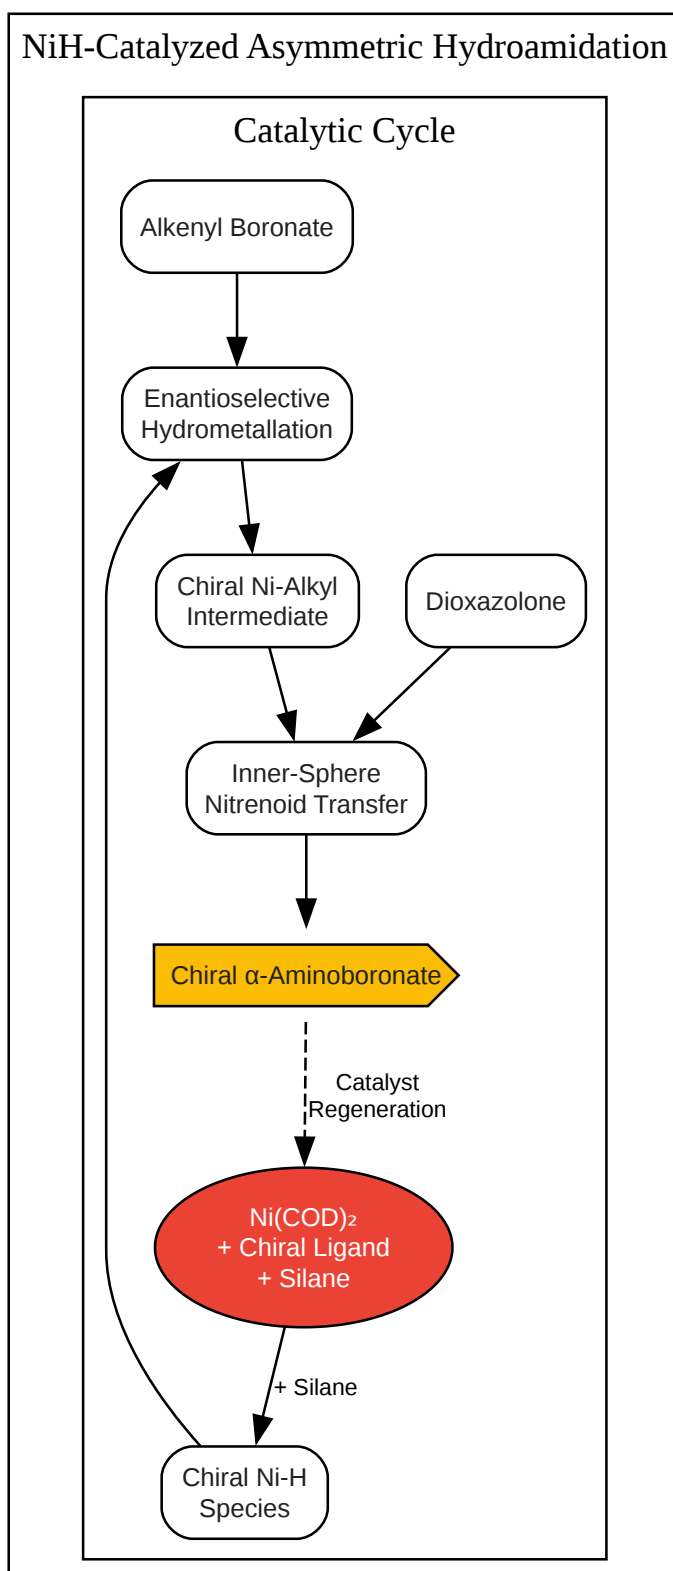 NiH-Catalyzed Asymmetric Hydroamidation
Catalytic Cycle
Alkenyl Boronate
Enantioselective
Hydrometallation
Chiral Ni-Alkyl
Intermediate
Dioxazolone
Inner-Sphere
Nitrenoid Transfer
Chiral α-Aminoboronate
Catalyst
Regeneration
Ni(COD)₂
+ Chiral Ligand
+ Silane
+ Silane
Chiral Ni-H
Species